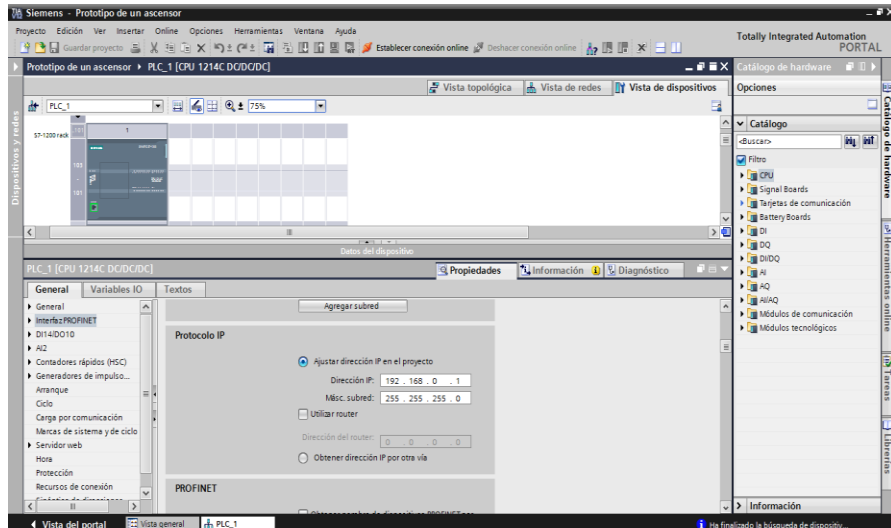 Siemens - Prototipo de un ascensor
Proyecto Edición Ver Insertar Online Opciones Herramientas Ventana Ayuda
Guardar proyecto Establecer conexión online Deshacer conexión online
Totally Integrated Automation
PORTAL
Prototipo de un ascensor PLC_1 [CPU 1214C DC/DC/DC]
Catálogo de hardware
Vista topológica Vista de redes Vista de dispositivos
Opciones
PLC_1 75%
S7-1200 rack
101
1
103
101
Catálogo
<Buscar>
Filtro
CPU
Signal Boards
Tarjetas de comunicación
Battery Boards
DI
DQ
DI/DQ
AI
AQ
AI/AQ
Módulos de comunicación
Módulos tecnológicos
Dispositivos y redes
Datos del dispositivo
PLC_1 [CPU 1214C DC/DC/DC]
Propiedades Información Diagnóstico
General Variables IO Textos
General
Interfaz PROFINET
DI14/DO10
AI2
Contadores rápidos (HSC)
Generadores de impulso...
Arranque
Ciclo
Carga por comunicación
Marcas de sistema y de ciclo
Servidor web
Hora
Protección
Recursos de conexión
Agregar subred
Protocolo IP
Ajustar dirección IP en el proyecto
Dirección IP: 192 . 168 . 0 . 1
Másc. subred: 255 . 255 . 255 . 0
Utilizar router
Dirección del router: 0 . 0 . 0 . 0
Obtener dirección IP por otra vía
PROFINET
Catálogo de hardware
Herramientas online
Tareas
Librerías
Información
Vista del portal Vista general PLC_1
Ha finalizado la búsqueda de dispositiv...